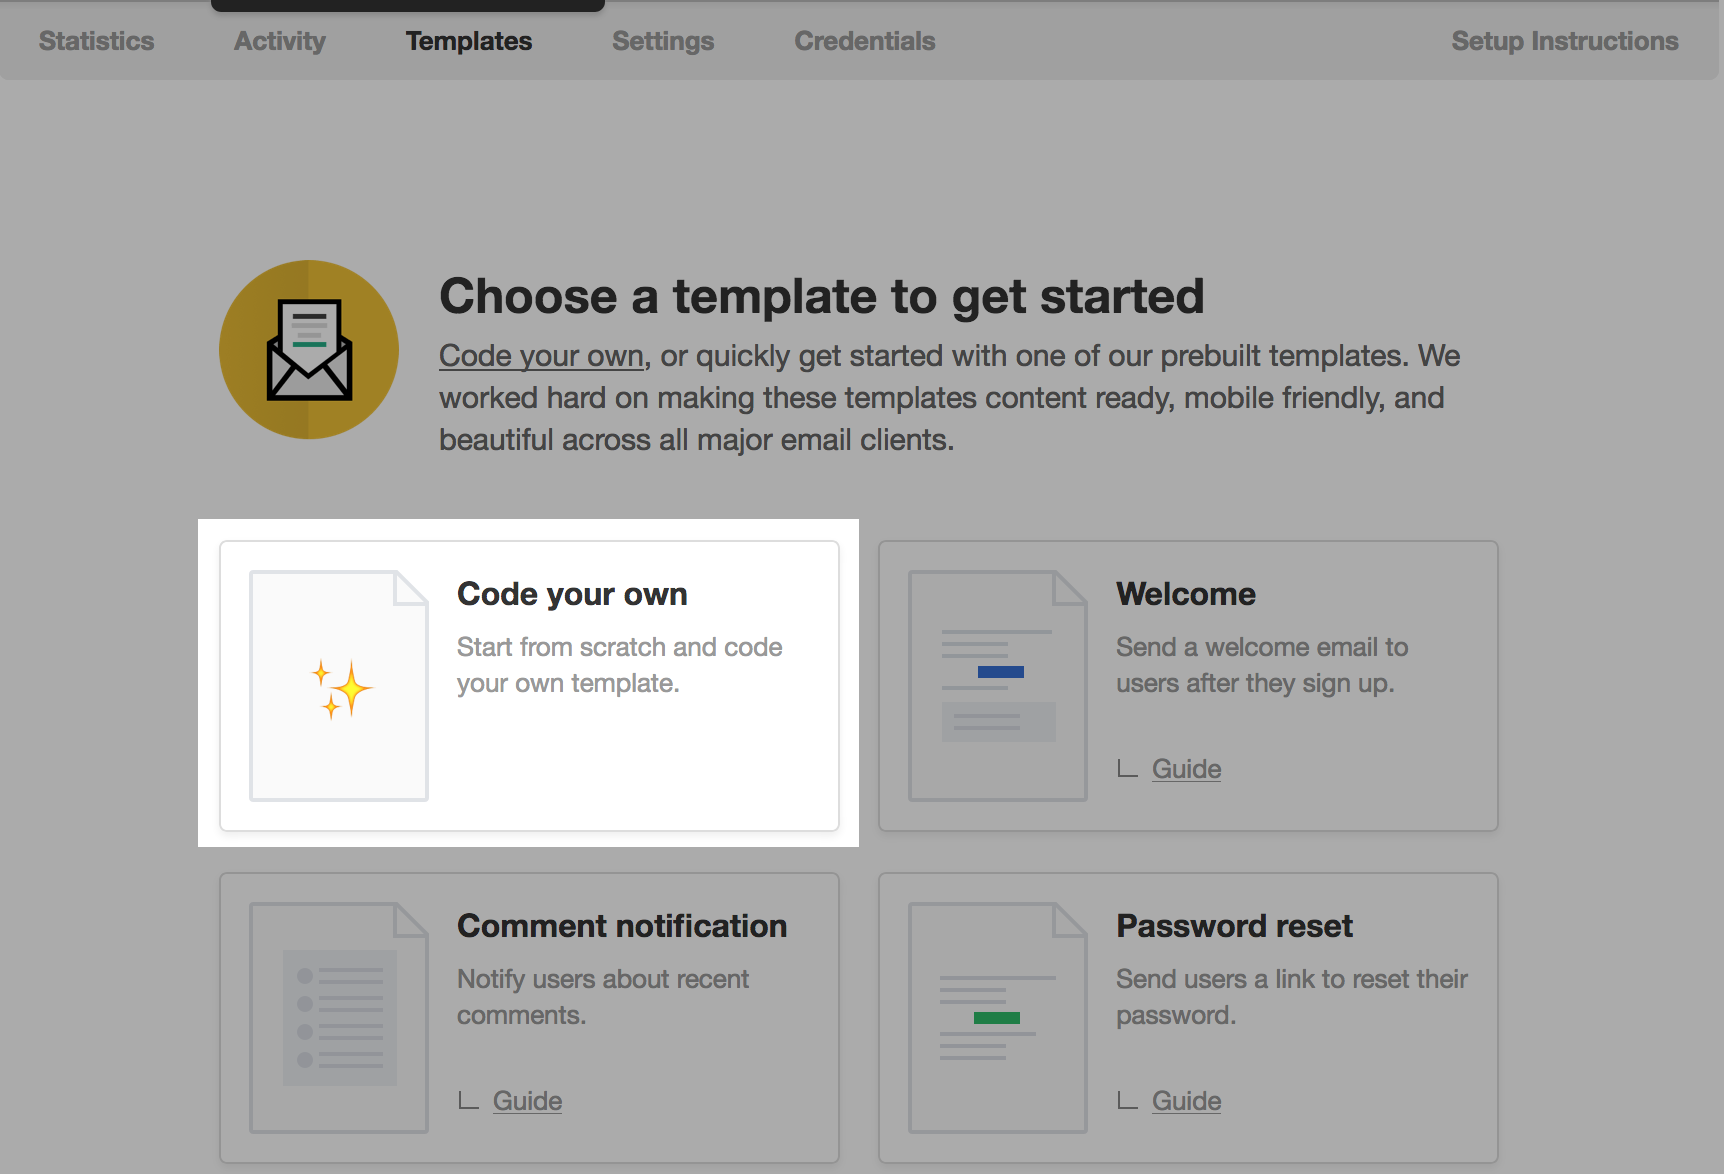 Statistics Activity Templates Settings Credentials Setup Instructions
Choose a template to get started
Code your own, or quickly get started with one of our prebuilt templates. We
worked hard on making these templates content ready, mobile friendly, and
beautiful across all major email clients.
Code your own
Start from scratch and code
your own template.
Welcome
Send a welcome email to
users after they sign up.
Guide
Comment notification
Notify users about recent
comments.
Guide
Password reset
Send users a link to reset their
password.
Guide